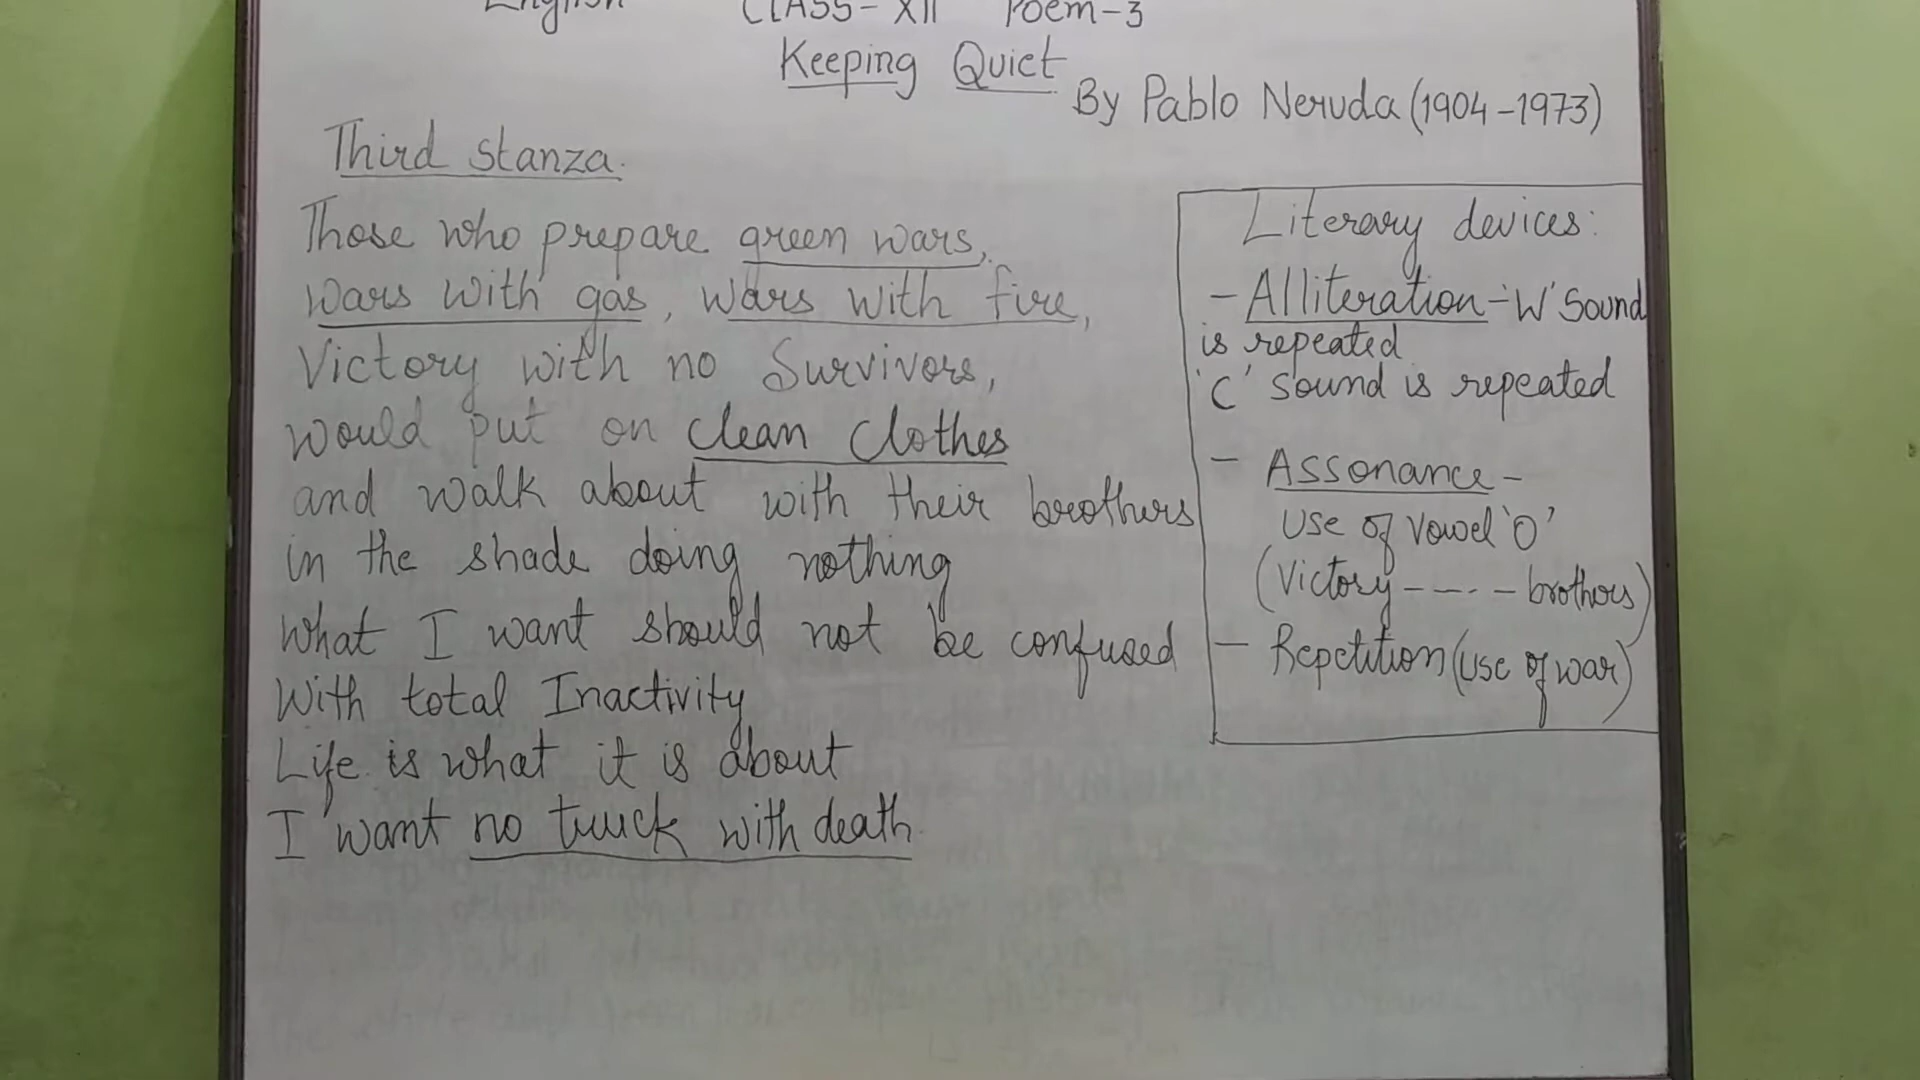 English CLASS- XII Poem-3
Keeping Quiet
By Pablo Neruda (1904-1973)
Third stanza.
Those who prepare green wars,
wars with gas, wars with fire,
Victory with no Survivors,
would put on clean clothes
and walk about with their brothers
in the shade doing nothing
What I want should not be confused
With total Inactivity
Life is what it is about
I want no truck with death
Literary devices:
- Alliteration - 'W' Sound
is repeated
'C' Sound is repeated
- Assonance -
Use of Vowel 'O'
(Victory ---- brothers)
- Repetition (use of war)